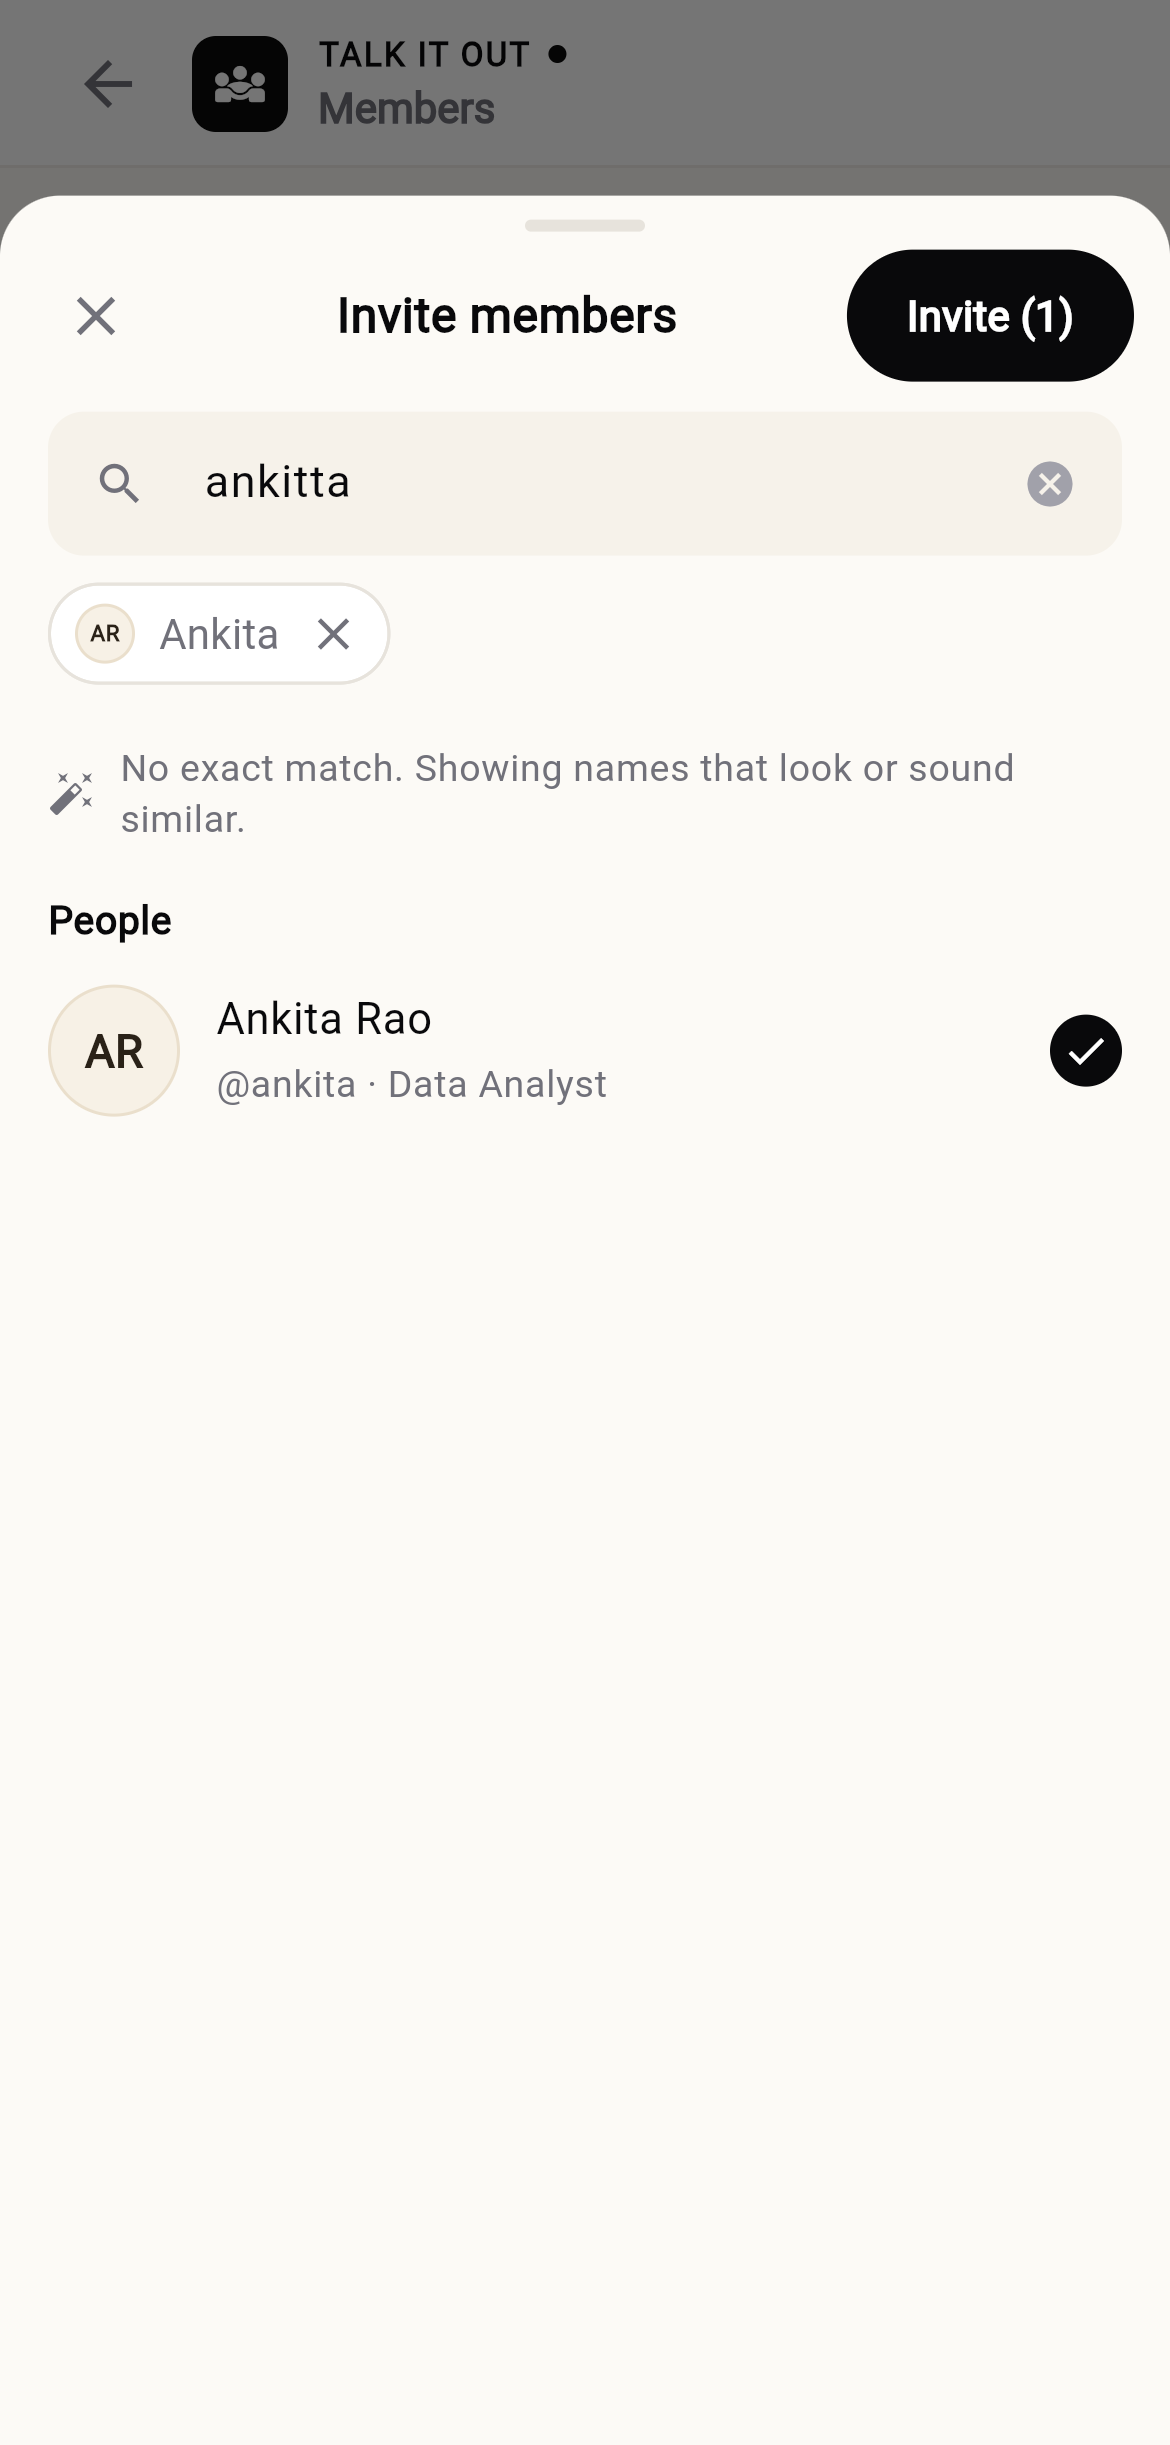 TALK IT OUT
Members
Invite members
Invite (1)
ankitta
AR Ankita
No exact match. Showing names that look or sound
similar.
People
AR
Ankita Rao
@ankita · Data Analyst